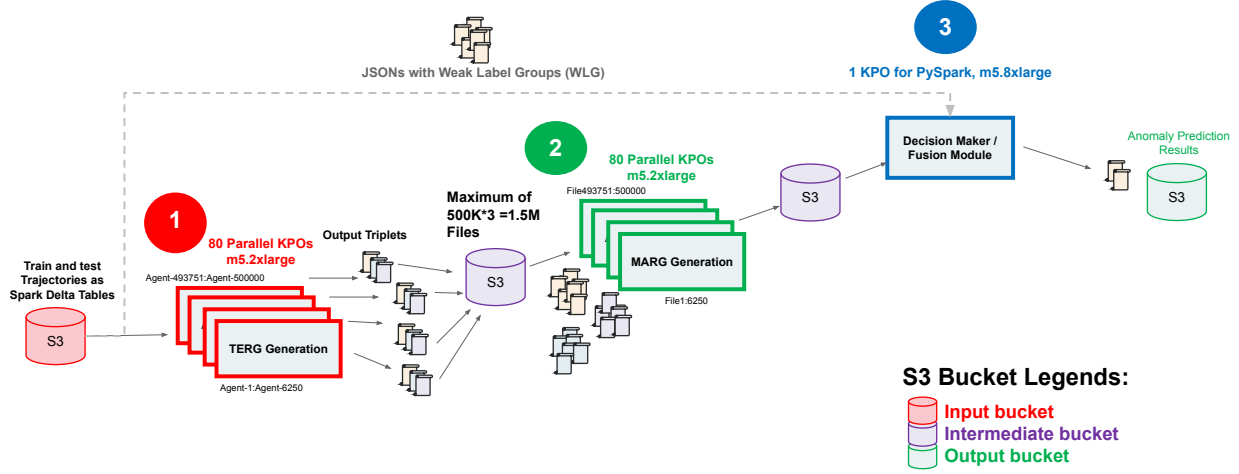 3
JSONs with Weak Label Groups (WLG)
1 KPO for PySpark, m5.8xlarge
2
80 Parallel KPOs
m5.2xlarge
Decision Maker /
Fusion Module
Anomaly Prediction
Results
S3
S3
File493751:500000
MARG Generation
File1:6250
Maximum of
500K*3 =1.5M
Files
S3
1
80 Parallel KPOs
m5.2xlarge
Output Triplets
Train and test
Trajectories as
Spark Delta Tables
S3
Agent-493751:Agent-500000
TERG Generation
Agent-1:Agent-6250
S3 Bucket Legends:
Input bucket
Intermediate bucket
Output bucket